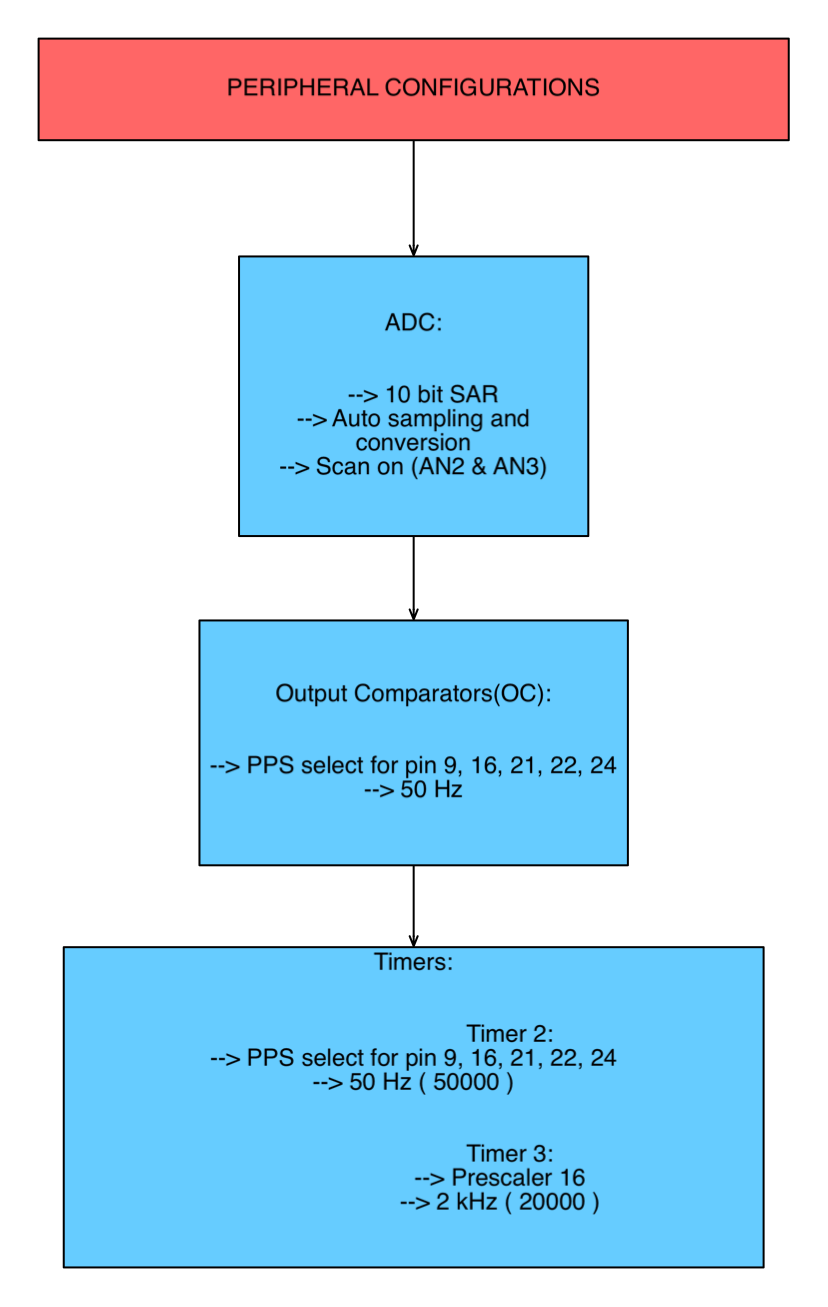 PERIPHERAL CONFIGURATIONS
ADC:
--> 10 bit SAR
--> Auto sampling and
conversion
--> Scan on (AN2 & AN3)
Output Comparators(OC):
--> PPS select for pin 9, 16, 21, 22, 24
--> 50 Hz
Timers:
Timer 2:
--> PPS select for pin 9, 16, 21, 22, 24
--> 50 Hz ( 50000 )
Timer 3:
--> Prescaler 16
--> 2 kHz ( 20000 )